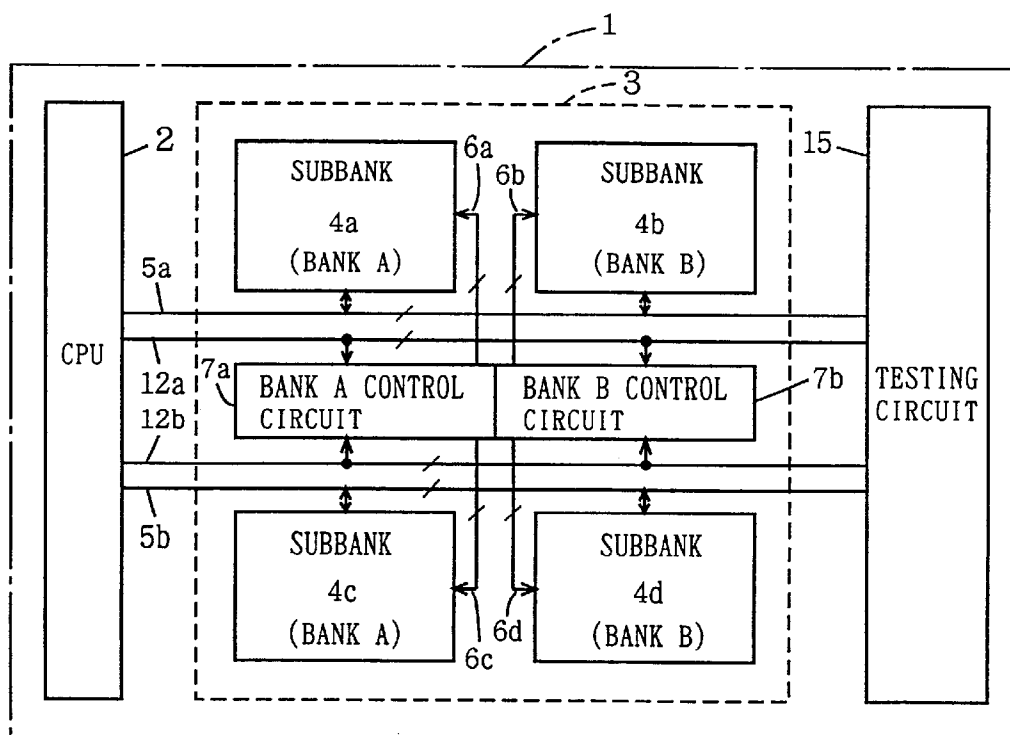 1
3
2
15
6a
6b
SUBBANK
4a
(BANK A)
SUBBANK
4b
(BANK B)
5a
CPU
12a
7a
BANK A CONTROL
CIRCUIT
BANK B CONTROL
CIRCUIT
7b
TESTING
CIRCUIT
12b
5b
SUBBANK
4c
(BANK A)
SUBBANK
4d
(BANK B)
6c
6d